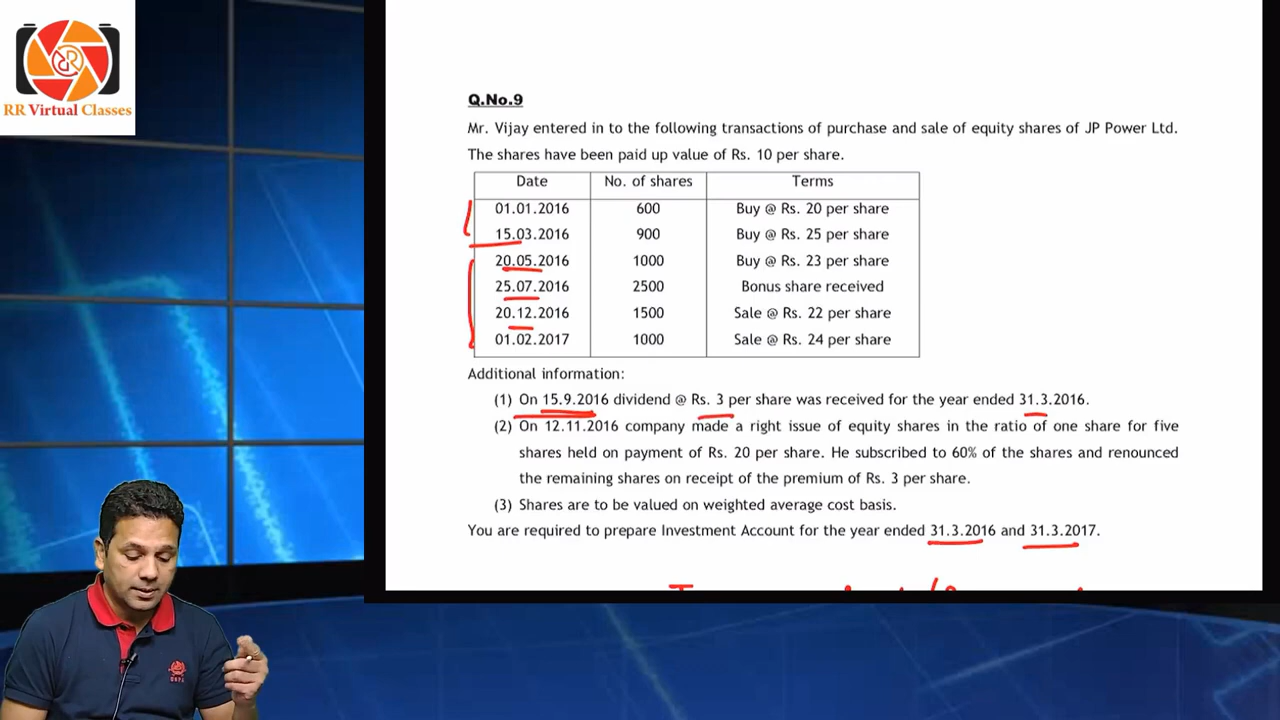 RR Virtual Classes
Q.No.9
Mr. Vijay entered in to the following transactions of purchase and sale of equity shares of JP Power Ltd.
The shares have been paid up value of Rs. 10 per share.
Date No. of shares Terms
01.01.2016 600 Buy @ Rs. 20 per share
15.03.2016 900 Buy @ Rs. 25 per share
20.05.2016 1000 Buy @ Rs. 23 per share
25.07.2016 2500 Bonus share received
20.12.2016 1500 Sale @ Rs. 22 per share
01.02.2017 1000 Sale @ Rs. 24 per share
Additional information:
(1) On 15.9.2016 dividend @ Rs. 3 per share was received for the year ended 31.3.2016.
(2) On 12.11.2016 company made a right issue of equity shares in the ratio of one share for five
shares held on payment of Rs. 20 per share. He subscribed to 60% of the shares and renounced
the remaining shares on receipt of the premium of Rs. 3 per share.
(3) Shares are to be valued on weighted average cost basis.
You are required to prepare Investment Account for the year ended 31.3.2016 and 31.3.2017.